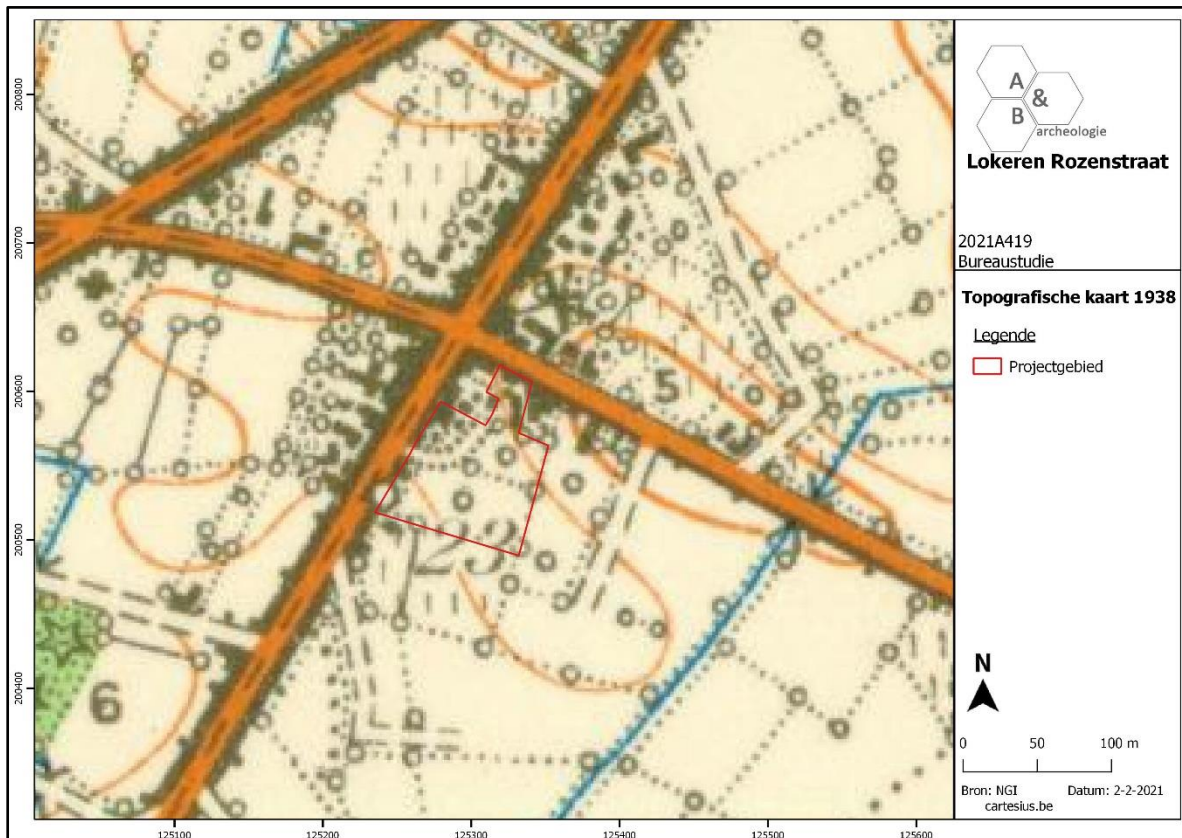 200800
200700
200600
200500
200400
125100
125200
125300
125400
125500
125600
5
23
6
A
&
B
archeologie
Lokeren Rozenstraat
2021A419
Bureaustudie
Topografische kaart 1938
Legende
Projectgebied
N
0 50 100 m
Bron: NGI Datum: 2-2-2021
cartesius.be